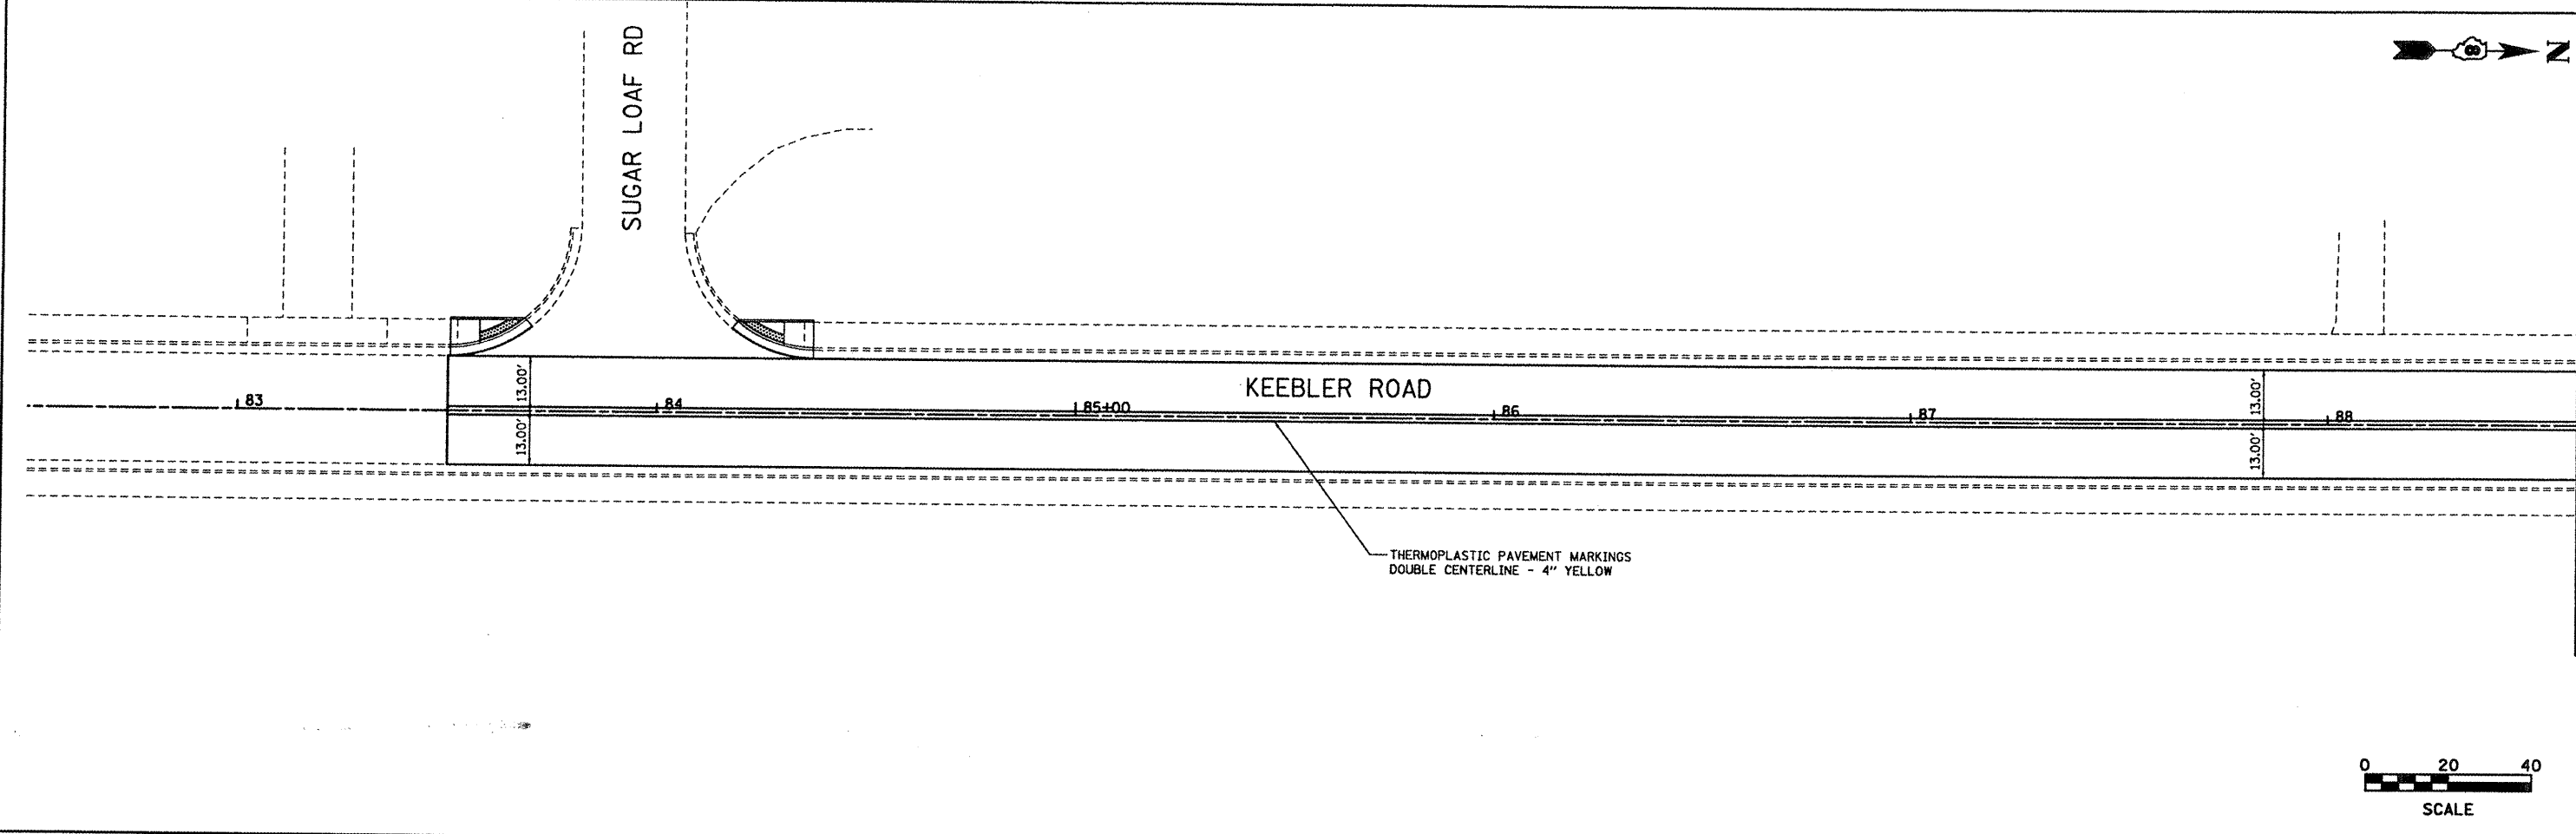 SUGAR LOAF RD
N
KEEBLER ROAD
13.00'
13.00'
13.00'
13.00'
83
84
85+00
86
87
88
THERMOPLASTIC PAVEMENT MARKINGS
DOUBLE CENTERLINE - 4" YELLOW
0 20 40
SCALE